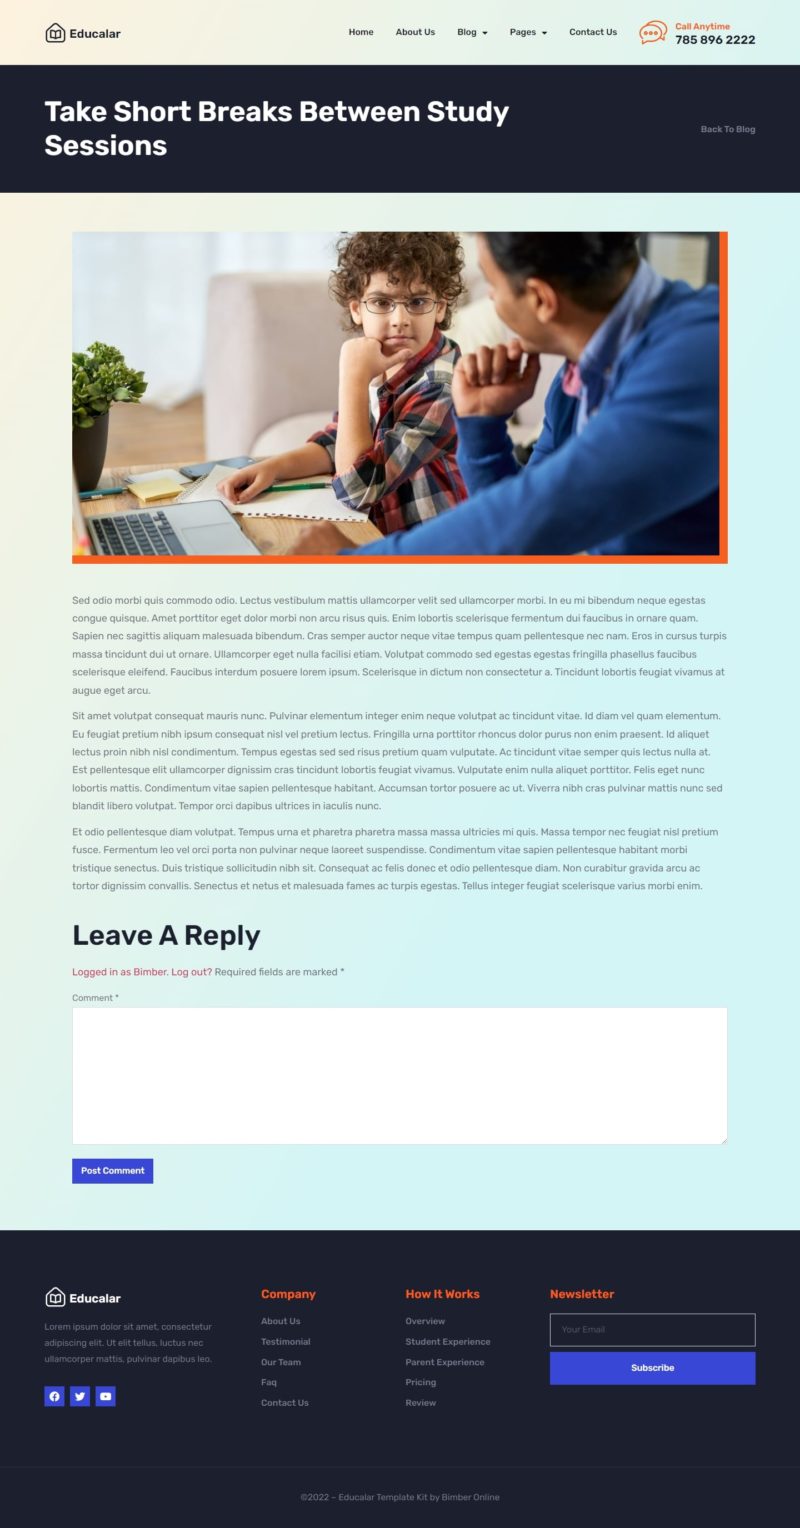 Educalar
Home
About Us
Blog
Pages
Contact Us
Call Anytime
785 896 2222
Take Short Breaks Between Study
Sessions
Back To Blog
Sed odio morbi quis commodo odio. Lectus vestibulum mattis ullamcorper velit sed ullamcorper morbi. In eu mi bibendum neque egestas
congue quisque. Amet porttitor eget dolor morbi non arcu risus quis. Enim lobortis scelerisque fermentum dui faucibus in ornare quam.
Sapien nec sagittis aliquam malesuada bibendum. Cras semper auctor neque vitae tempus quam pellentesque nec nam. Eros in cursus turpis
massa tincidunt dui ut ornare. Ullamcorper eget nulla facilisi etiam. Volutpat commodo sed egestas egestas fringilla phasellus faucibus
scelerisque eleifend. Faucibus interdum posuere lorem ipsum. Scelerisque in dictum non consectetur a. Tincidunt lobortis feugiat vivamus at
augue eget arcu.
Sit amet volutpat consequat mauris nunc. Pulvinar elementum integer enim neque volutpat ac tincidunt vitae. Id diam vel quam elementum.
Eu feugiat pretium nibh ipsum consequat nisl vel pretium lectus. Fringilla urna porttitor rhoncus dolor purus non enim praesent. Id aliquet
lectus proin nibh nisl condimentum. Tempus egestas sed sed risus pretium quam vulputate. Ac tincidunt vitae semper quis lectus nulla at.
Est pellentesque elit ullamcorper dignissim cras tincidunt lobortis feugiat vivamus. Vulputate enim nulla aliquet porttitor. Felis eget nunc
lobortis mattis. Condimentum vitae sapien pellentesque habitant. Accumsan tortor posuere ac ut. Viverra nibh cras pulvinar mattis nunc sed
blandit libero volutpat. Tempor orci dapibus ultrices in iaculis nunc.
Et odio pellentesque diam volutpat. Tempus urna et pharetra pharetra massa massa ultricies mi quis. Massa tempor nec feugiat nisl pretium
fusce. Fermentum leo vel orci porta non pulvinar neque laoreet suspendisse. Condimentum vitae sapien pellentesque habitant morbi
tristique senectus. Duis tristique sollicitudin nibh sit. Consequat ac felis donec et odio pellentesque diam. Non curabitur gravida arcu ac
tortor dignissim convallis. Senectus et netus et malesuada fames ac turpis egestas. Tellus integer feugiat scelerisque varius morbi enim.
Leave A Reply
Logged in as Bimber. Log out? Required fields are marked *
Comment *
Post Comment
Educalar
Lorem ipsum dolor sit amet, consectetur
adipiscing elit. Ut elit tellus, luctus nec
ullamcorper mattis, pulvinar dapibus leo.
Company
About Us
Testimonial
Our Team
Faq
Contact Us
How It Works
Overview
Student Experience
Parent Experience
Pricing
Review
Newsletter
Your Email
Subscribe
©2022 – Educalar Template Kit by Bimber Online